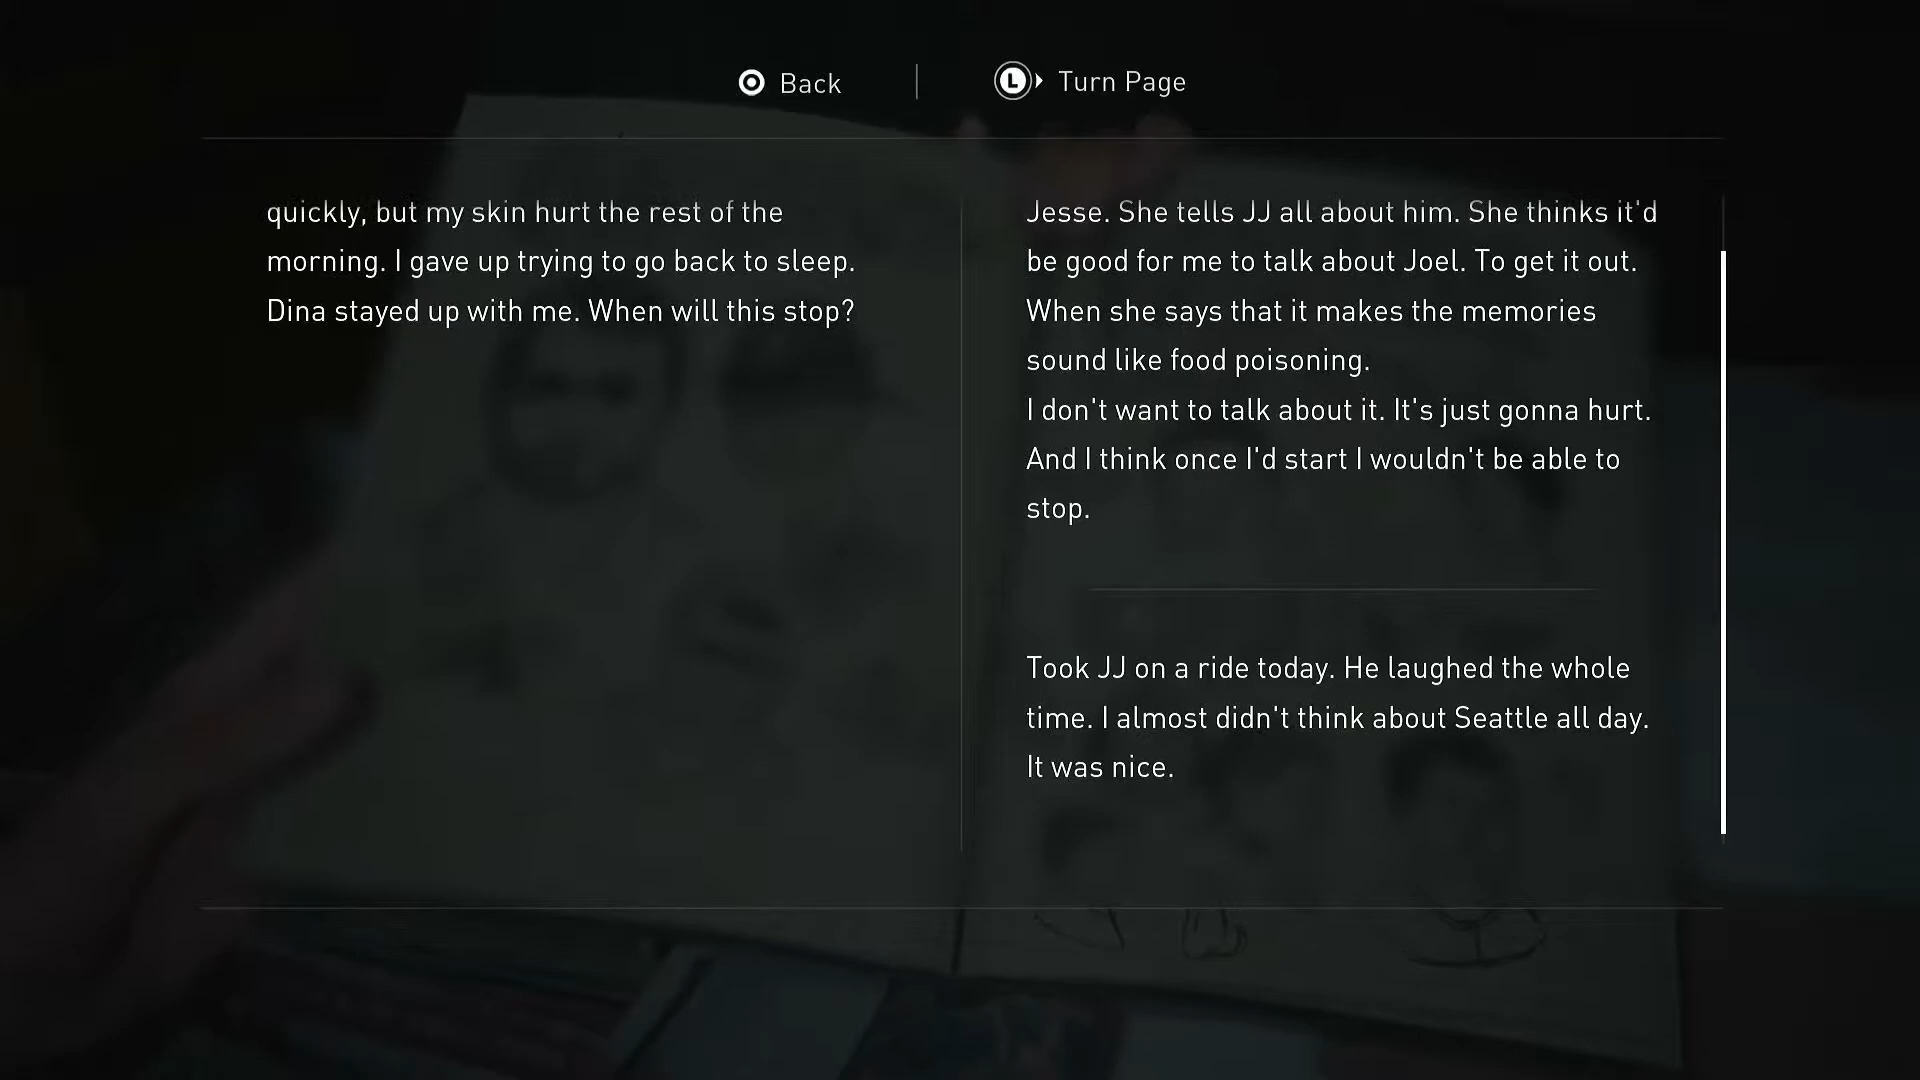 Back
L Turn Page
quickly, but my skin hurt the rest of the
morning. I gave up trying to go back to sleep.
Dina stayed up with me. When will this stop?
Jesse. She tells JJ all about him. She thinks it'd
be good for me to talk about Joel. To get it out.
When she says that it makes the memories
sound like food poisoning.
I don't want to talk about it. It's just gonna hurt.
And I think once I'd start I wouldn't be able to
stop.
Took JJ on a ride today. He laughed the whole
time. I almost didn't think about Seattle all day.
It was nice.